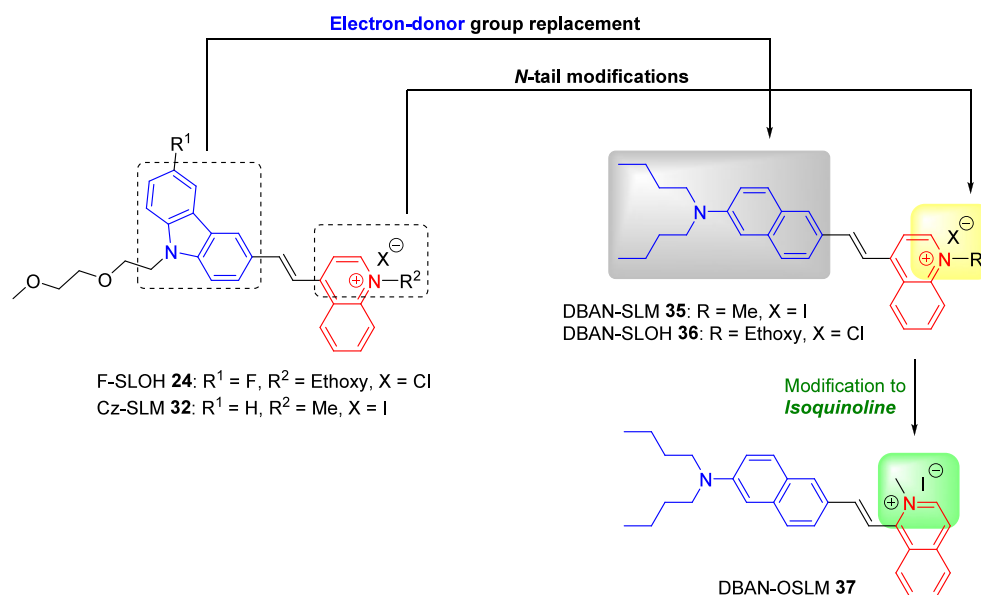 Electron-donor group replacement
N-tail modifications
R¹
X⊖
N
O
O
⊕
N—R²
F-SLOH 24: R¹ = F, R² = Ethoxy, X = Cl
Cz-SLM 32: R¹ = H, R² = Me, X = I
N
X⊖
⊕
N—R
DBAN-SLM 35: R = Me, X = I
DBAN-SLOH 36: R = Ethoxy, X = Cl
Modification to
Isoquinoline
N
I⊖
⊕
N
DBAN-OSLM 37